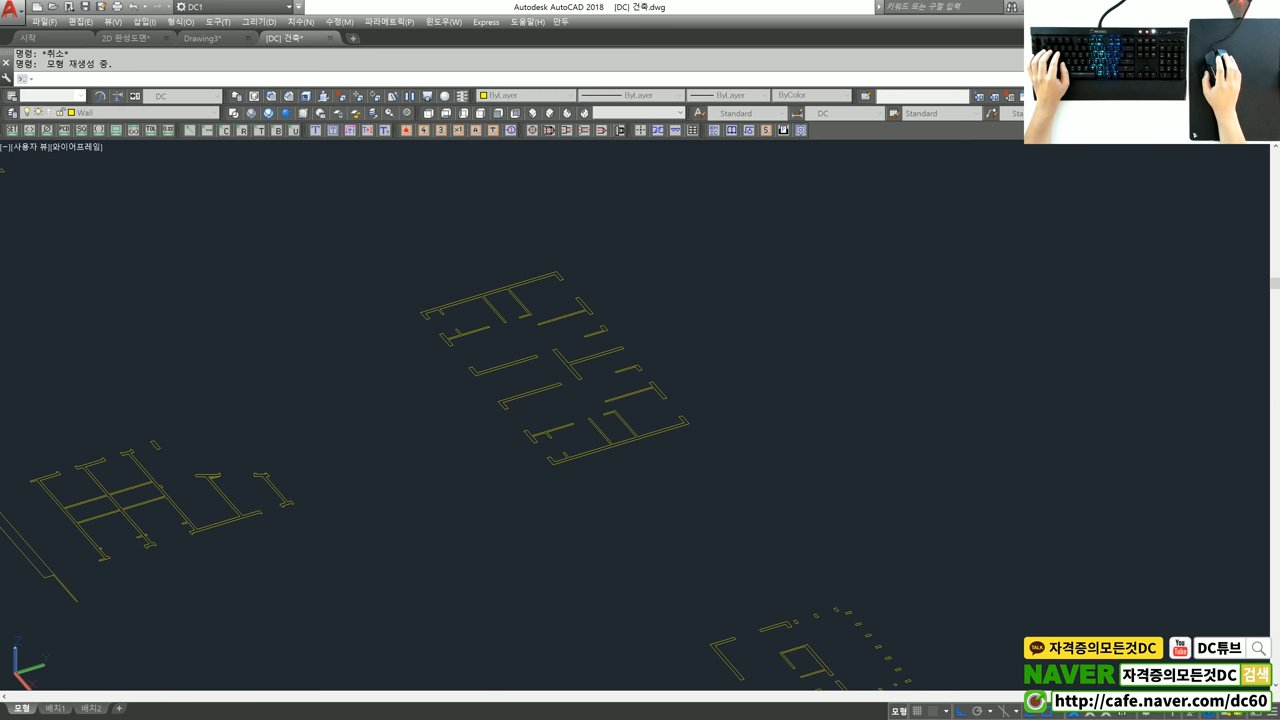 DC1
Autodesk AutoCAD 2018 [DC] 건축.dwg
키워드 또는 구절 입력
파일(F) 편집(E) 뷰(V) 삽입(I) 형식(O) 도구(T) 그리기(D) 치수(N) 수정(M) 파라메트릭(P) 윈도우(W) Express 도움말(H) 만두
시작 2D 완성도면* Drawing3* [DC] 건축*
명령: *취소*
명령: 모형 재생성 중.
DC ByLayer ByLayer ByLayer ByColor
Wall Standard DC Standard
[−][사용자 뷰][와이어프레임]
Z
Y
X
TALK 자격증의모든것DC You Tube DC튜브
NAVER 자격증의모든것DC 검색
http://cafe.naver.com/dc60
모형 배치1 배치2 +
모형